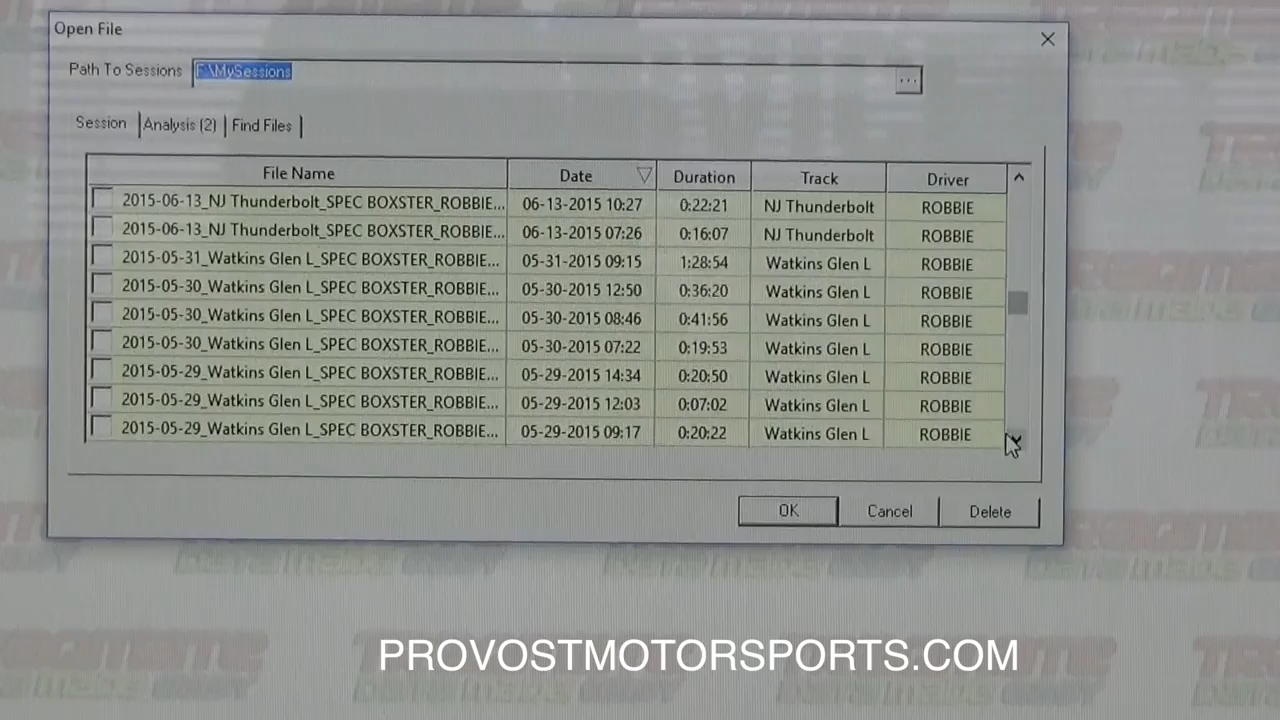 Open File
Path To Sessions F:\MySessions ...
Session Analysis (2) Find Files
File Name Date Duration Track Driver
2015-06-13_NJ Thunderbolt_SPEC BOXSTER_ROBBIE... 06-13-2015 10:27 0:22:21 NJ Thunderbolt ROBBIE
2015-06-13_NJ Thunderbolt_SPEC BOXSTER_ROBBIE... 06-13-2015 07:26 0:16:07 NJ Thunderbolt ROBBIE
2015-05-31_Watkins Glen L_SPEC BOXSTER_ROBBIE... 05-31-2015 09:15 1:28:54 Watkins Glen L ROBBIE
2015-05-30_Watkins Glen L_SPEC BOXSTER_ROBBIE... 05-30-2015 12:50 0:36:20 Watkins Glen L ROBBIE
2015-05-30_Watkins Glen L_SPEC BOXSTER_ROBBIE... 05-30-2015 08:46 0:41:56 Watkins Glen L ROBBIE
2015-05-30_Watkins Glen L_SPEC BOXSTER_ROBBIE... 05-30-2015 07:22 0:19:53 Watkins Glen L ROBBIE
2015-05-29_Watkins Glen L_SPEC BOXSTER_ROBBIE... 05-29-2015 14:34 0:20:50 Watkins Glen L ROBBIE
2015-05-29_Watkins Glen L_SPEC BOXSTER_ROBBIE... 05-29-2015 12:03 0:07:02 Watkins Glen L ROBBIE
2015-05-29_Watkins Glen L_SPEC BOXSTER_ROBBIE... 05-29-2015 09:17 0:20:22 Watkins Glen L ROBBIE
OK Cancel Delete
PROVOSTMOTORSPORTS.COM